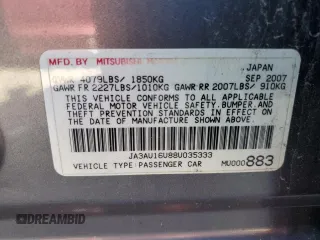 MFD BY MITSUBISHI JAPAN
GVWR 4079LBS/ 1850KG SEP 2007
GAWR FR 2227LBS/1010KG GAWR RR 2007LBS/ 910KG
THIS VEHICLE CONFORMS TO ALL APPLICABLE
FEDERAL MOTOR VEHICLE SAFETY, BUMPER, AND
THEFT PREVENTION STANDARDS IN EFFECT ON
THE DATE OF MANUFACTURE SHOWN ABOVE.
JA3AU16U88U035333
VEHICLE TYPE:PASSENGER CAR MU000883
DREAMBID